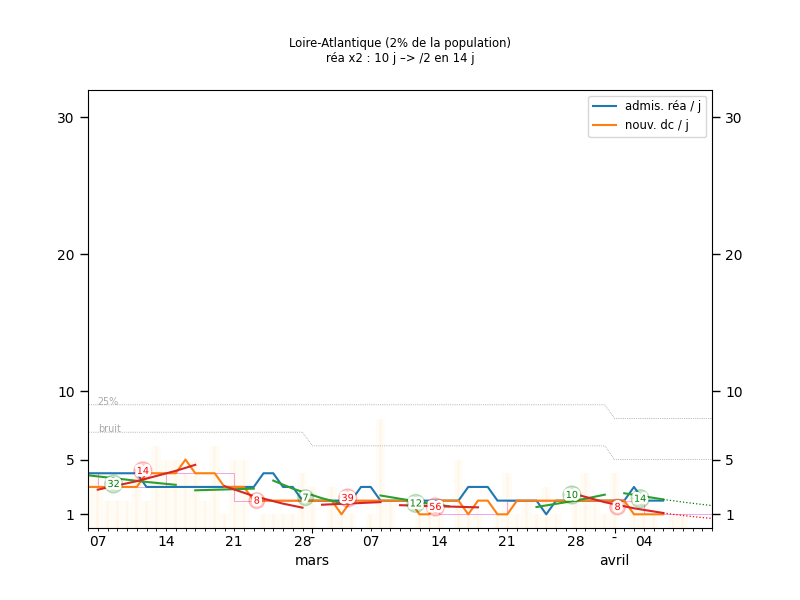 Loire-Atlantique (2% de la population)
réa x2 : 10 j –> /2 en 14 j
admis. réa / j
nouv. dc / j
30 30
20 20
10 10
25%
bruit
5 5
14
32
8
7
39
12
56
10
8
14
1 1
07 14 21 28 07 14 21 28 04
mars avril